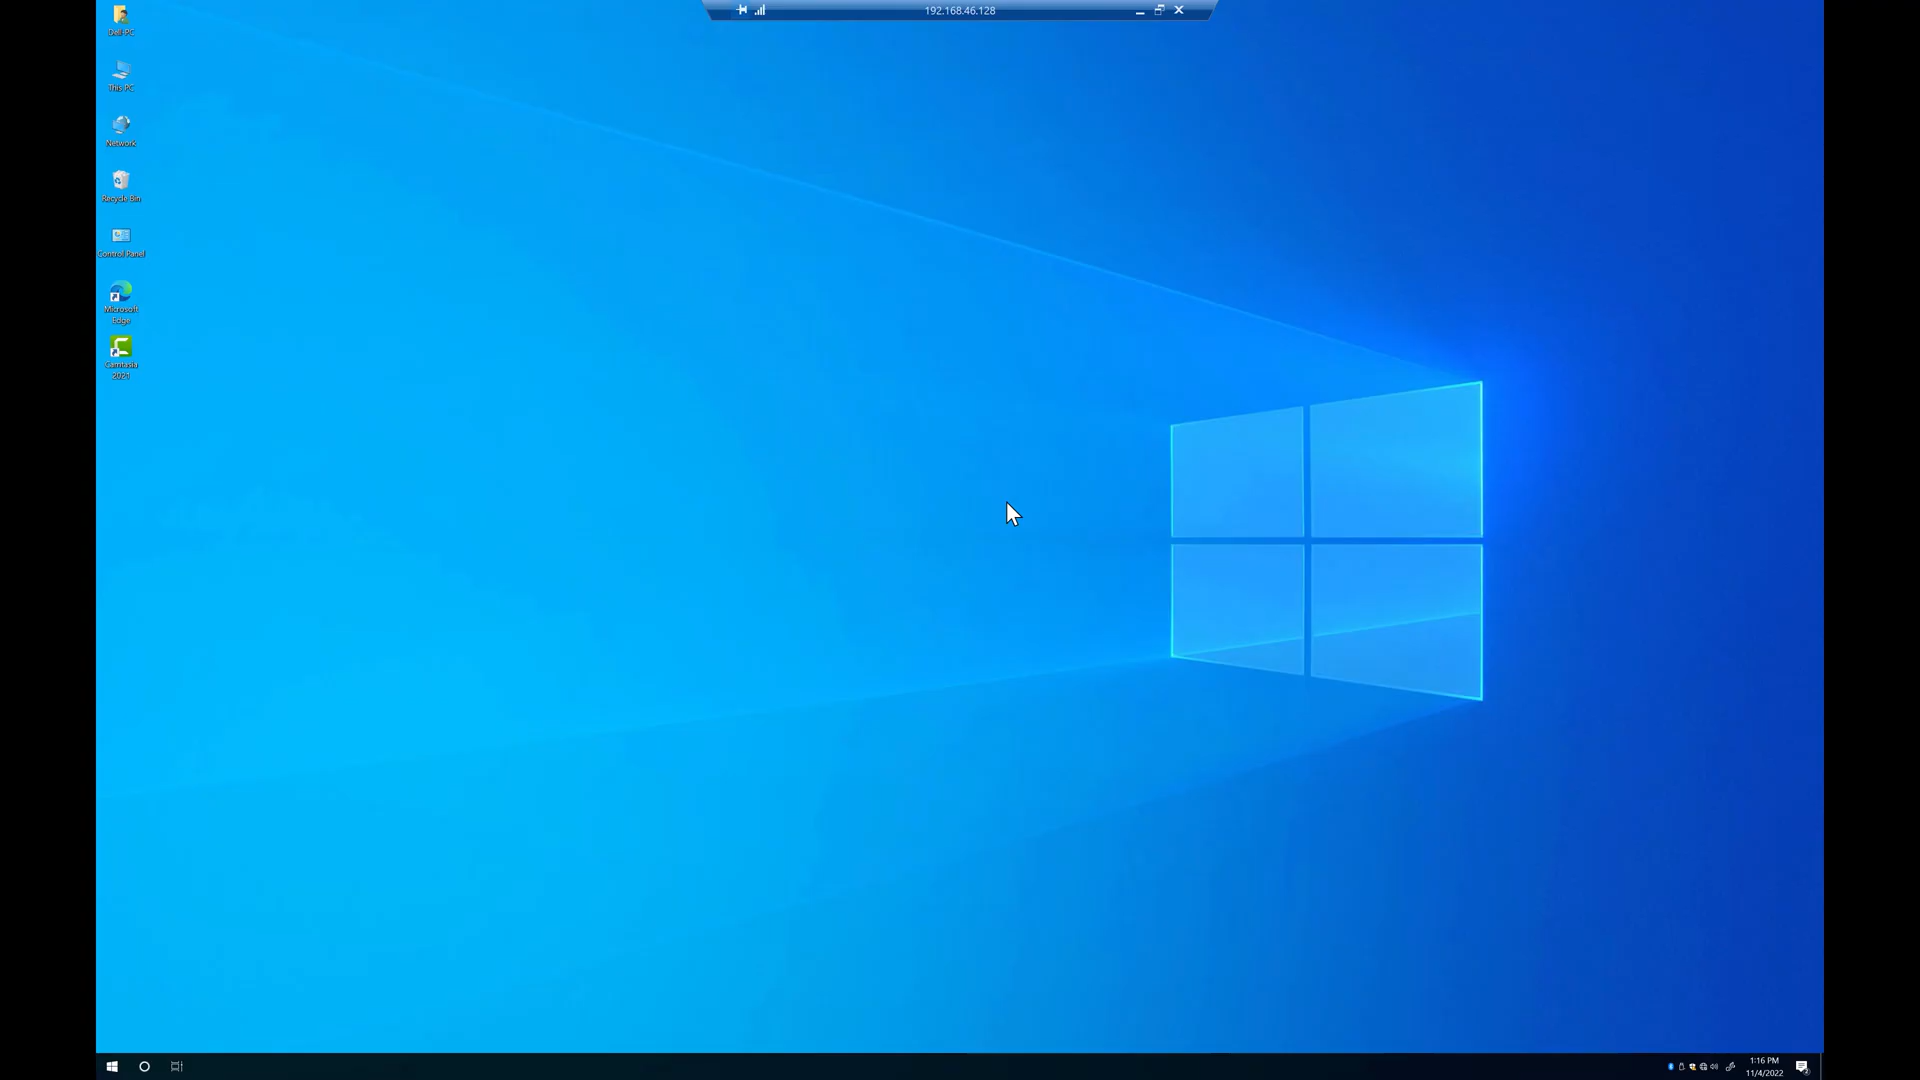 192.168.46.128
Dell-PC
This PC
Network
Recycle Bin
Control Panel
Microsoft
Edge
Camtasia
2021
1:16 PM
11/4/2022